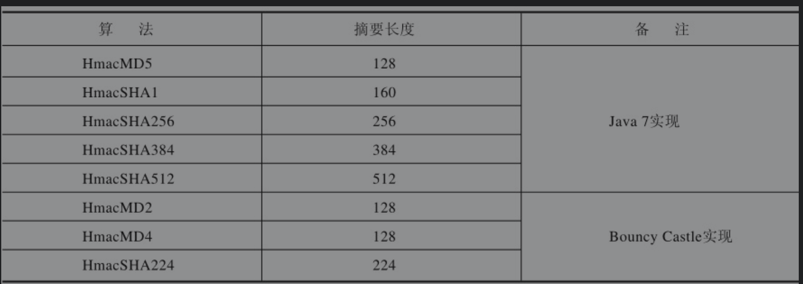 算 法 摘要长度 备 注
HmacMD5 128
HmacSHA1 160
HmacSHA256 256 Java 7实现
HmacSHA384 384
HmacSHA512 512
HmacMD2 128
HmacMD4 128 Bouncy Castle实现
HmacSHA224 224